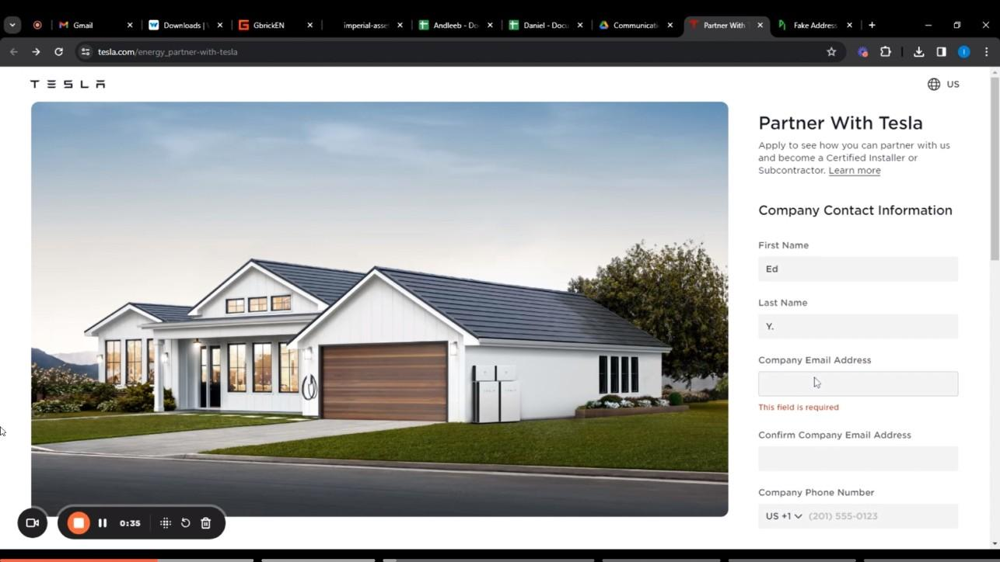 Gmail
Downloads |
GbrickEN
imperial-asse
Andleeb - Do
Daniel - Docu
Communicati
Partner With
Fake Address
tesla.com/energy_partner-with-tesla
I
TESLA
US
Partner With Tesla
Apply to see how you can partner with us
and become a Certified Installer or
Subcontractor. Learn more
Company Contact Information
First Name
Ed
Last Name
Y.
Company Email Address
This field is required
Confirm Company Email Address
Company Phone Number
US +1 (201) 555-0123
0:35